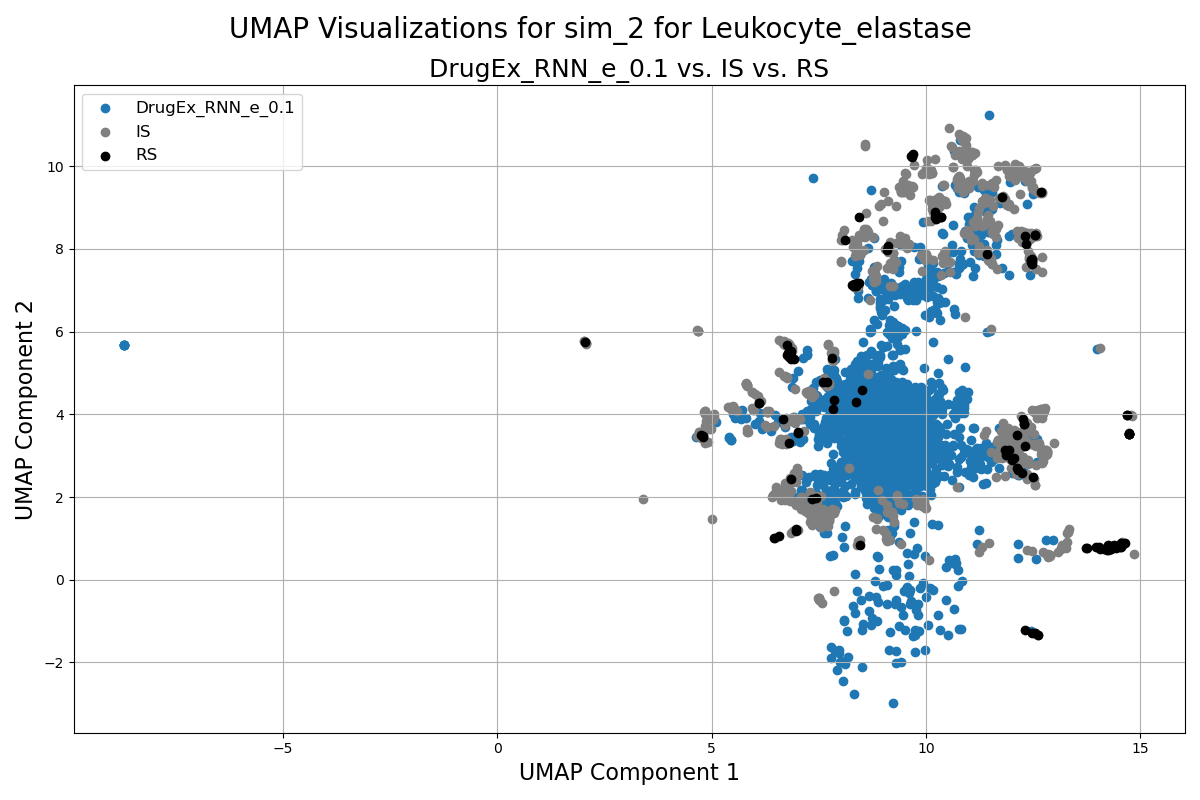 UMAP Visualizations for sim_2 for Leukocyte_elastase
DrugEx_RNN_e_0.1 vs. IS vs. RS
DrugEx_RNN_e_0.1
IS
RS
UMAP Component 2
10
8
6
4
2
0
−2
−5
0
5
10
15
UMAP Component 1